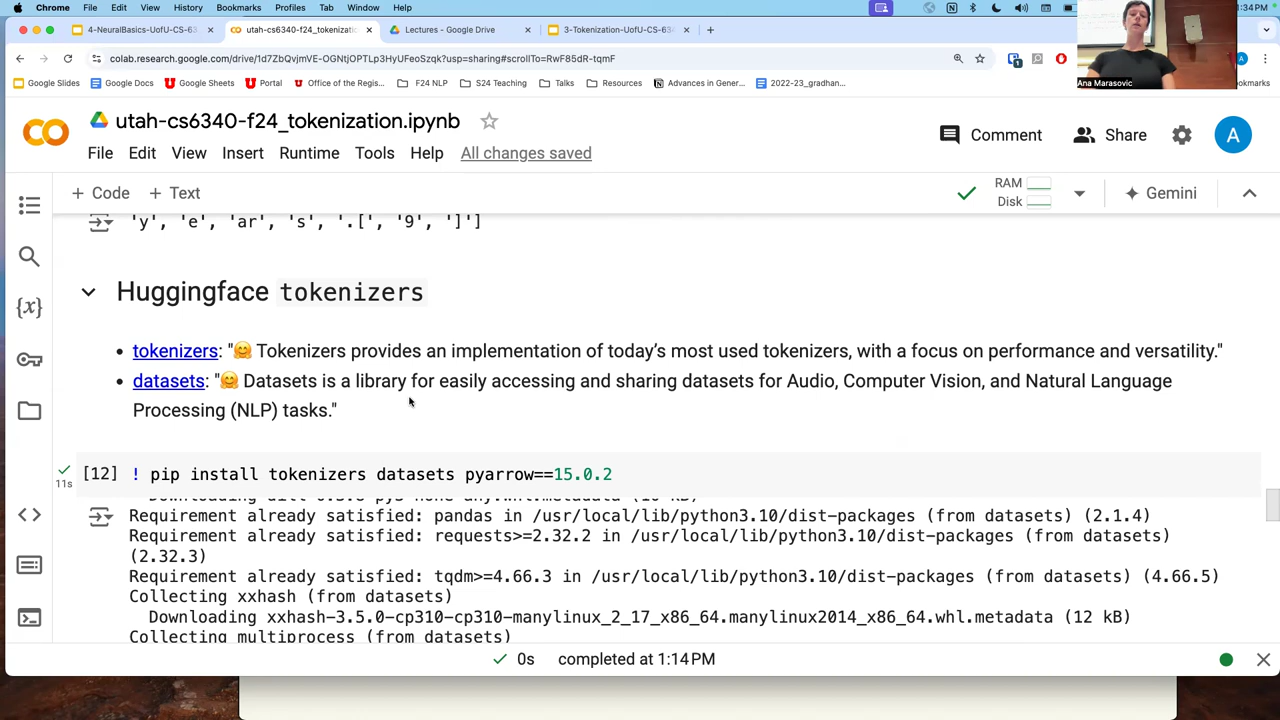 Chrome File Edit View History Bookmarks Profiles Tab Window Help
1:34 PM
4-NeuralBasics-UofU-CS-63
utah-cs6340-f24_tokenizatio
Lectures - Google Drive
3-Tokenization-UofU-CS-634
colab.research.google.com/drive/1d7ZbQvjmVE-OGNtjOPTLp3HyUFeoSzqk?usp=sharing#scrollTo=RwF85dR-tqmF
Google Slides Google Docs Google Sheets Portal Office of the Regis... F24 NLP S24 Teaching Talks Resources Advances in Gener... 2022-23_gradhan...
Ana Marasovic
utah-cs6340-f24_tokenization.ipynb
File Edit View Insert Runtime Tools Help All changes saved
Comment Share A
+ Code + Text
RAM
Disk
Gemini
'y', 'e', 'ar', 's', '.[', '9', ']']
Huggingface tokenizers
• tokenizers: "🤗 Tokenizers provides an implementation of today's most used tokenizers, with a focus on performance and versatility."
• datasets: "🤗 Datasets is a library for easily accessing and sharing datasets for Audio, Computer Vision, and Natural Language
Processing (NLP) tasks."
[12] ! pip install tokenizers datasets pyarrow==15.0.2
11s
Requirement already satisfied: pandas in /usr/local/lib/python3.10/dist-packages (from datasets) (2.1.4)
Requirement already satisfied: requests>=2.32.2 in /usr/local/lib/python3.10/dist-packages (from datasets)
(2.32.3)
Requirement already satisfied: tqdm>=4.66.3 in /usr/local/lib/python3.10/dist-packages (from datasets) (4.66.5)
Collecting xxhash (from datasets)
Downloading xxhash-3.5.0-cp310-cp310-manylinux_2_17_x86_64.manylinux2014_x86_64.whl.metadata (12 kB)
Collecting multiprocess (from datasets)
0s completed at 1:14 PM